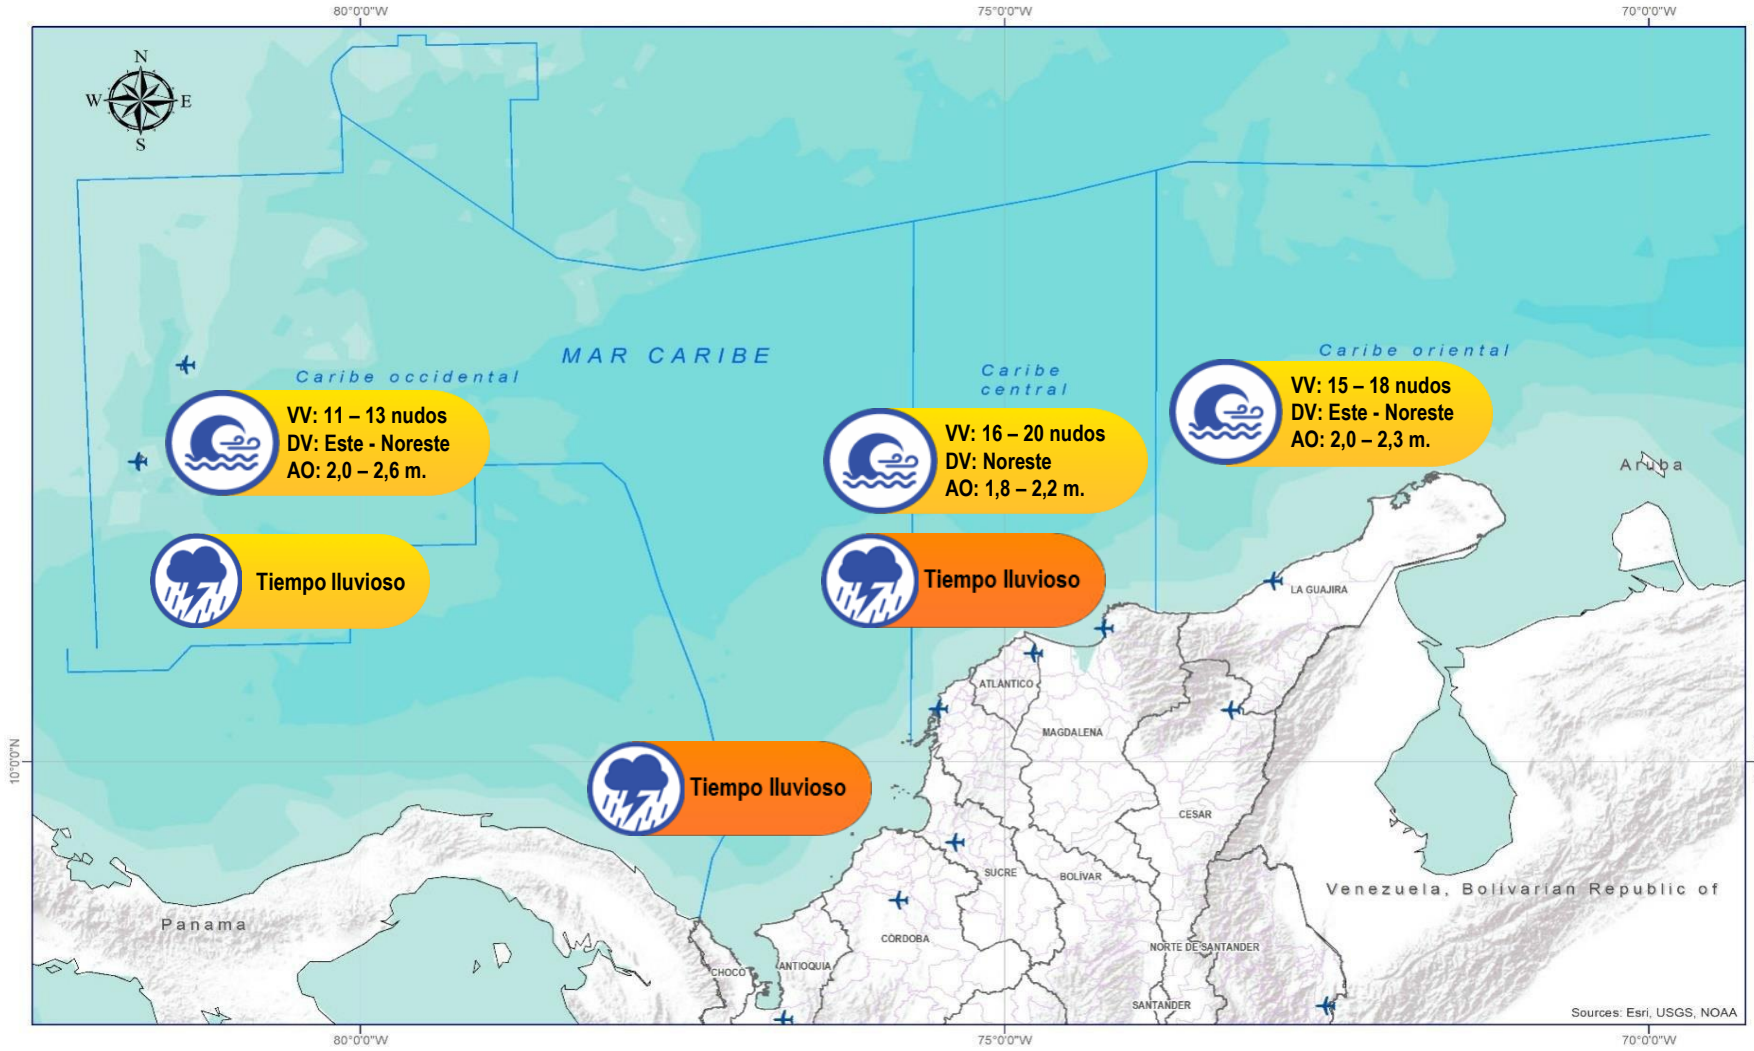 80°0'0"W
75°0'0"W
70°0'0"W
N
W
E
S
MAR CARIBE
Caribe occidental
Caribe
central
Caribe oriental
VV: 11 – 13 nudos
DV: Este - Noreste
AO: 2,0 – 2,6 m.
VV: 16 – 20 nudos
DV: Noreste
AO: 1,8 – 2,2 m.
VV: 15 – 18 nudos
DV: Este - Noreste
AO: 2,0 – 2,3 m.
Aruba
Tiempo lluvioso
Tiempo lluvioso
LA GUAJIRA
ATLÁNTICO
MAGDALENA
10°0'0"N
Tiempo lluvioso
CESAR
SUCRE
BOLÍVAR
Venezuela, Bolivarian Republic of
Panama
CÓRDOBA
NORTE DE SANTANDER
CHOCÓ
ANTIOQUIA
SANTANDER
Sources: Esri, USGS, NOAA
80°0'0"W
75°0'0"W
70°0'0"W